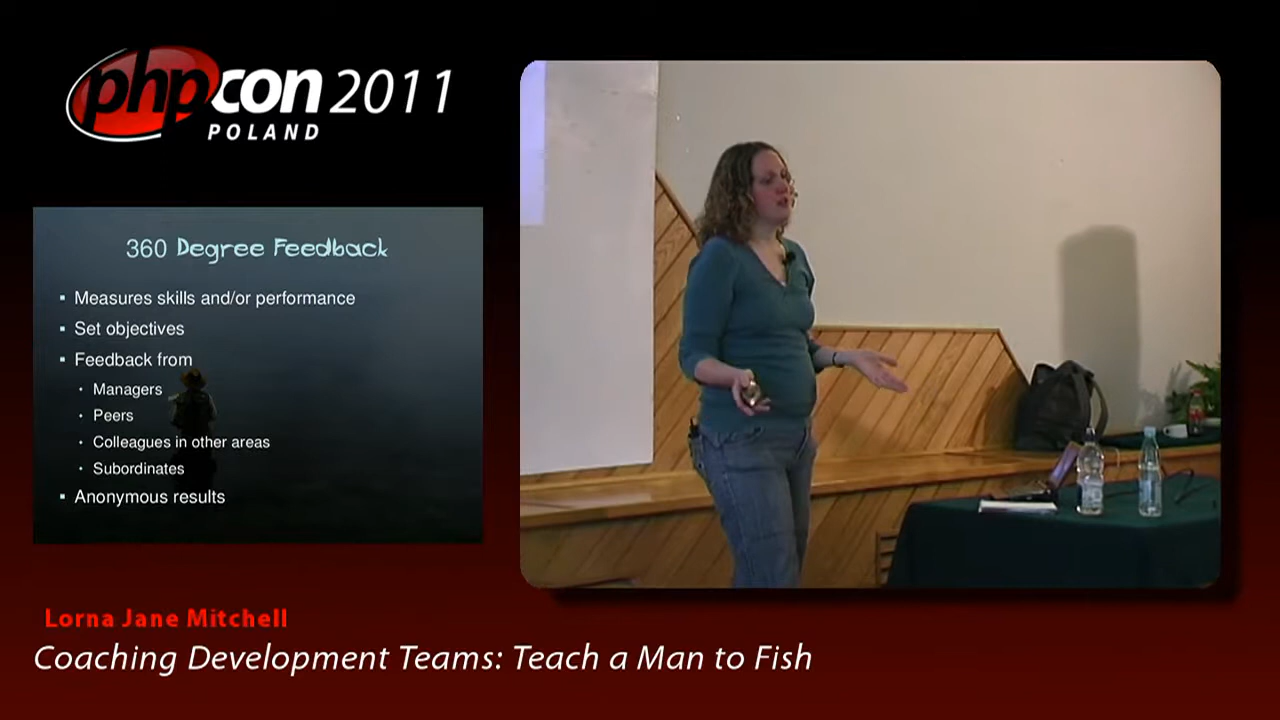 phpcon 2011
POLAND
360 Degree Feedback
▪ Measures skills and/or performance
▪ Set objectives
▪ Feedback from
• Managers
• Peers
• Colleagues in other areas
• Subordinates
▪ Anonymous results
Lorna Jane Mitchell
Coaching Development Teams: Teach a Man to Fish